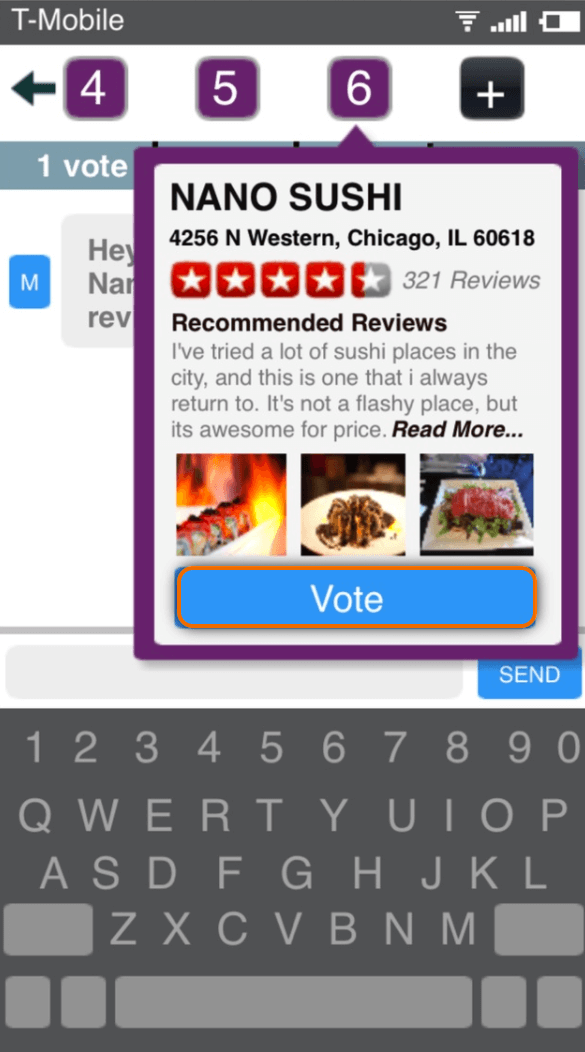 T-Mobile
4 5 6 +
1 vote
NANO SUSHI
4256 N Western, Chicago, IL 60618
321 Reviews
Recommended Reviews
I've tried a lot of sushi places in the
city, and this is one that i always
return to. It's not a flashy place, but
its awesome for price. Read More...
Vote
M
Hey
rev
SEND
1 2 3 4 5 6 7 8 9 0
Q W E R T Y U I O P
A S D F G H J K L
Z X C V B N M